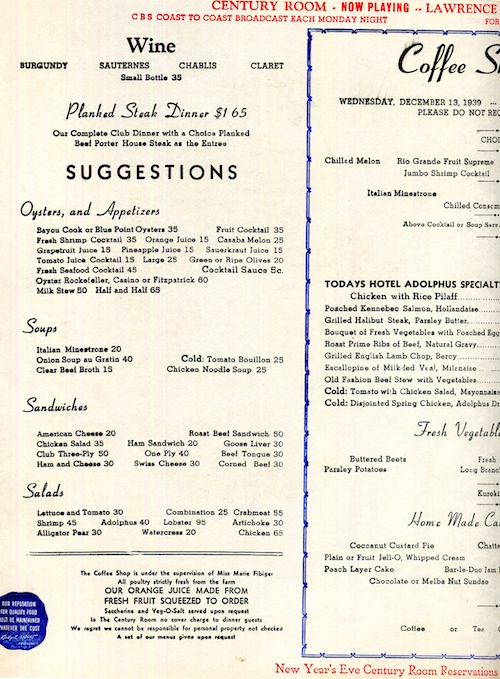 CENTURY ROOM - NOW PLAYING -- LAWRENCE
CBS COAST TO COAST BROADCAST EACH MONDAY NIGHT
FOR
Wine
BURGUNDY SAUTERNES CHABLIS CLARET
Small Bottle 35
Planked Steak Dinner $1 65
Our Complete Club Dinner with a Choice Planked
Beef Porter House Steak as the Entree
SUGGESTIONS
Oysters, and Appetizers
Bayou Cook or Blue Point Oysters 35 Fruit Cocktail 35
Fresh Shrimp Cocktail 35 Orange Juice 15 Casaba Melon 25
Grapefruit Juice 15 Pineapple Juice 15 Sauerkraut Juice 15
Tomato Juice Cocktail 15 Large 25 Green or Ripe Olives 20
Fresh Seafood Cocktail 45 Cocktail Sauce 5c.
Oyster Rockefeller, Casino or Fitzpatrick 60
Milk Stew 50 Half and Half 65
Soups
Italian Minestrone 20
Onion Soup au Gratin 40 Cold: Tomato Bouillon 25
Clear Beef Broth 15 Chicken Noodle Soup 25
Sandwiches
American Cheese 20 Roast Beef Sandwich 50
Chicken Salad 35 Ham Sandwich 20 Goose Liver 30
Club Three-Ply 50 One Ply 40 Beef Tongue 30
Ham and Cheese 30 Swiss Cheese 30 Corned Beef 30
Salads
Lettuce and Tomato 30 Combination 25 Crabmeat 55
Shrimp 45 Adolphus 40 Lobster 95 Artichoke 30
Alligator Pear 30 Watercress 20 Chicken 65
The Coffee Shop is under the supervision of Miss Marie Fibiger
All poultry strictly fresh from the farm
OUR ORANGE JUICE MADE FROM
FRESH FRUIT SQUEEZED TO ORDER
Saccharine and Veg-O-Salt served upon request
In The Century Room no cover charge to dinner guests
We regret we cannot be responsible for personal property not checked
A set of our menus given upon request
OUR REPUTATION
FOR QUALITY FOOD
MUST BE MAINTAINED
WHATEVER THE COST
Coffee S
WEDNESDAY, DECEMBER 13, 1939 --
PLEASE DO NOT REQ
CHOI
Chilled Melon Rio Grande Fruit Supreme
Jumbo Shrimp Cocktail
Italian Minestrone
Chilled Consom
Above Cocktail or Soup Serv
TODAYS HOTEL ADOLPHUS SPECIALT
Chicken with Rice Pilaff
Poached Kennebec Salmon, Hollandaise
Grilled Halibut Steak, Parsley Butter
Bouquet of Fresh Vegetables with Poached Egg
Roast Prime Ribs of Beef, Natural Gravy
Grilled English Lamb Chop, Bercy
Escallopine of Milk-fed Veal, Milanaise
Old Fashion Beef Stew with Vegetables
Cold: Tomato with Chicken Salad, Mayonnaise
Cold: Disjointed Spring Chicken, Adolphus Dr
Fresh Vegetabl
Buttered Beets Fresh
Parsley Potatoes Long Branch
Kuroki
Home Made Ca
Cocoanut Custard Pie Chatte
Plain or Fruit Jell-O, Whipped Cream
Peach Layer Cake Bar-le-Duc Jam
Chocolate or Melba Nut Sundae
Coffee or Tea
New Year's Eve Century Room Reservations